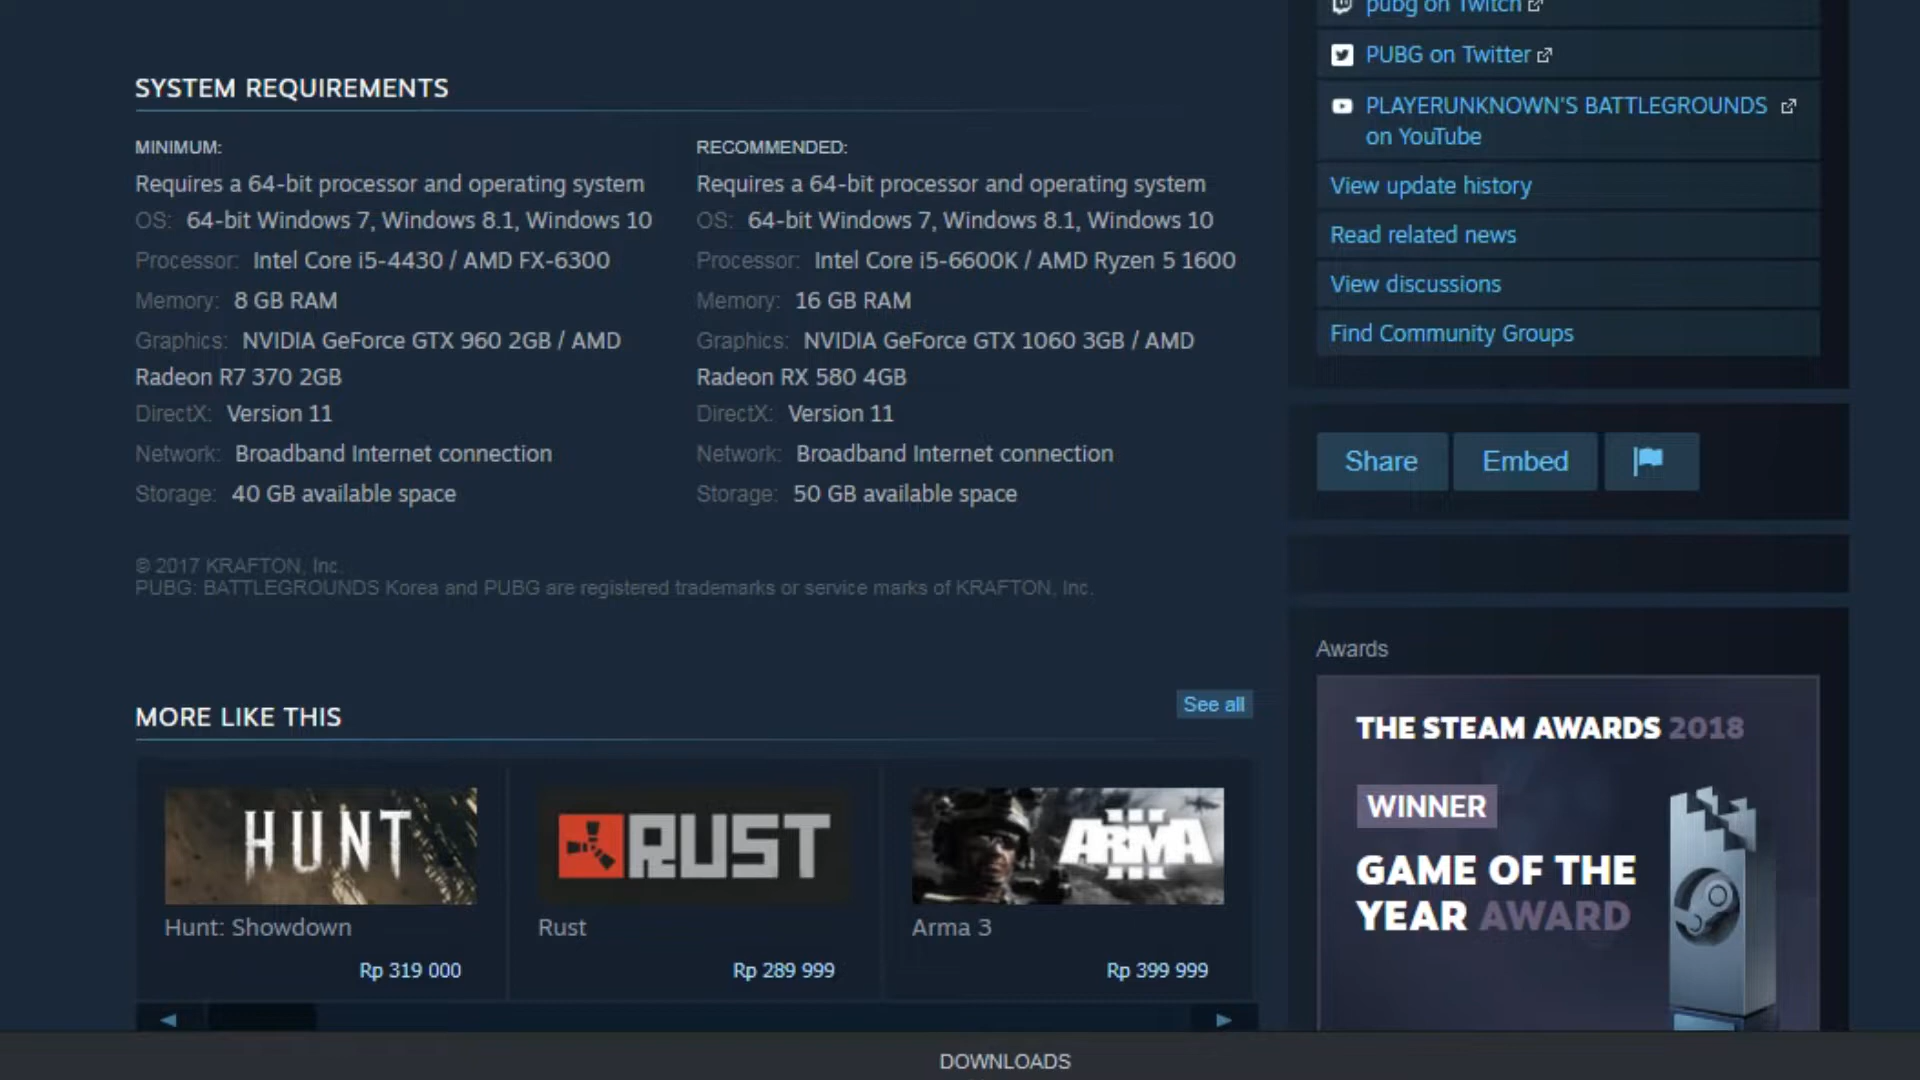 SYSTEM REQUIREMENTS
MINIMUM:
Requires a 64-bit processor and operating system
OS: 64-bit Windows 7, Windows 8.1, Windows 10
Processor: Intel Core i5-4430 / AMD FX-6300
Memory: 8 GB RAM
Graphics: NVIDIA GeForce GTX 960 2GB / AMD
Radeon R7 370 2GB
DirectX: Version 11
Network: Broadband Internet connection
Storage: 40 GB available space
RECOMMENDED:
Requires a 64-bit processor and operating system
OS: 64-bit Windows 7, Windows 8.1, Windows 10
Processor: Intel Core i5-6600K / AMD Ryzen 5 1600
Memory: 16 GB RAM
Graphics: NVIDIA GeForce GTX 1060 3GB / AMD
Radeon RX 580 4GB
DirectX: Version 11
Network: Broadband Internet connection
Storage: 50 GB available space
© 2017 KRAFTON, Inc.
PUBG: BATTLEGROUNDS Korea and PUBG are registered trademarks or service marks of KRAFTON, Inc.
MORE LIKE THIS
See all
HUNT
Hunt: Showdown
Rp 319 000
RUST
Rust
Rp 289 999
ARMA
III
Arma 3
Rp 399 999
pubg on Twitch
PUBG on Twitter
PLAYERUNKNOWN'S BATTLEGROUNDS
on YouTube
View update history
Read related news
View discussions
Find Community Groups
Share
Embed
Awards
THE STEAM AWARDS 2018
WINNER
GAME OF THE
YEAR AWARD
DOWNLOADS